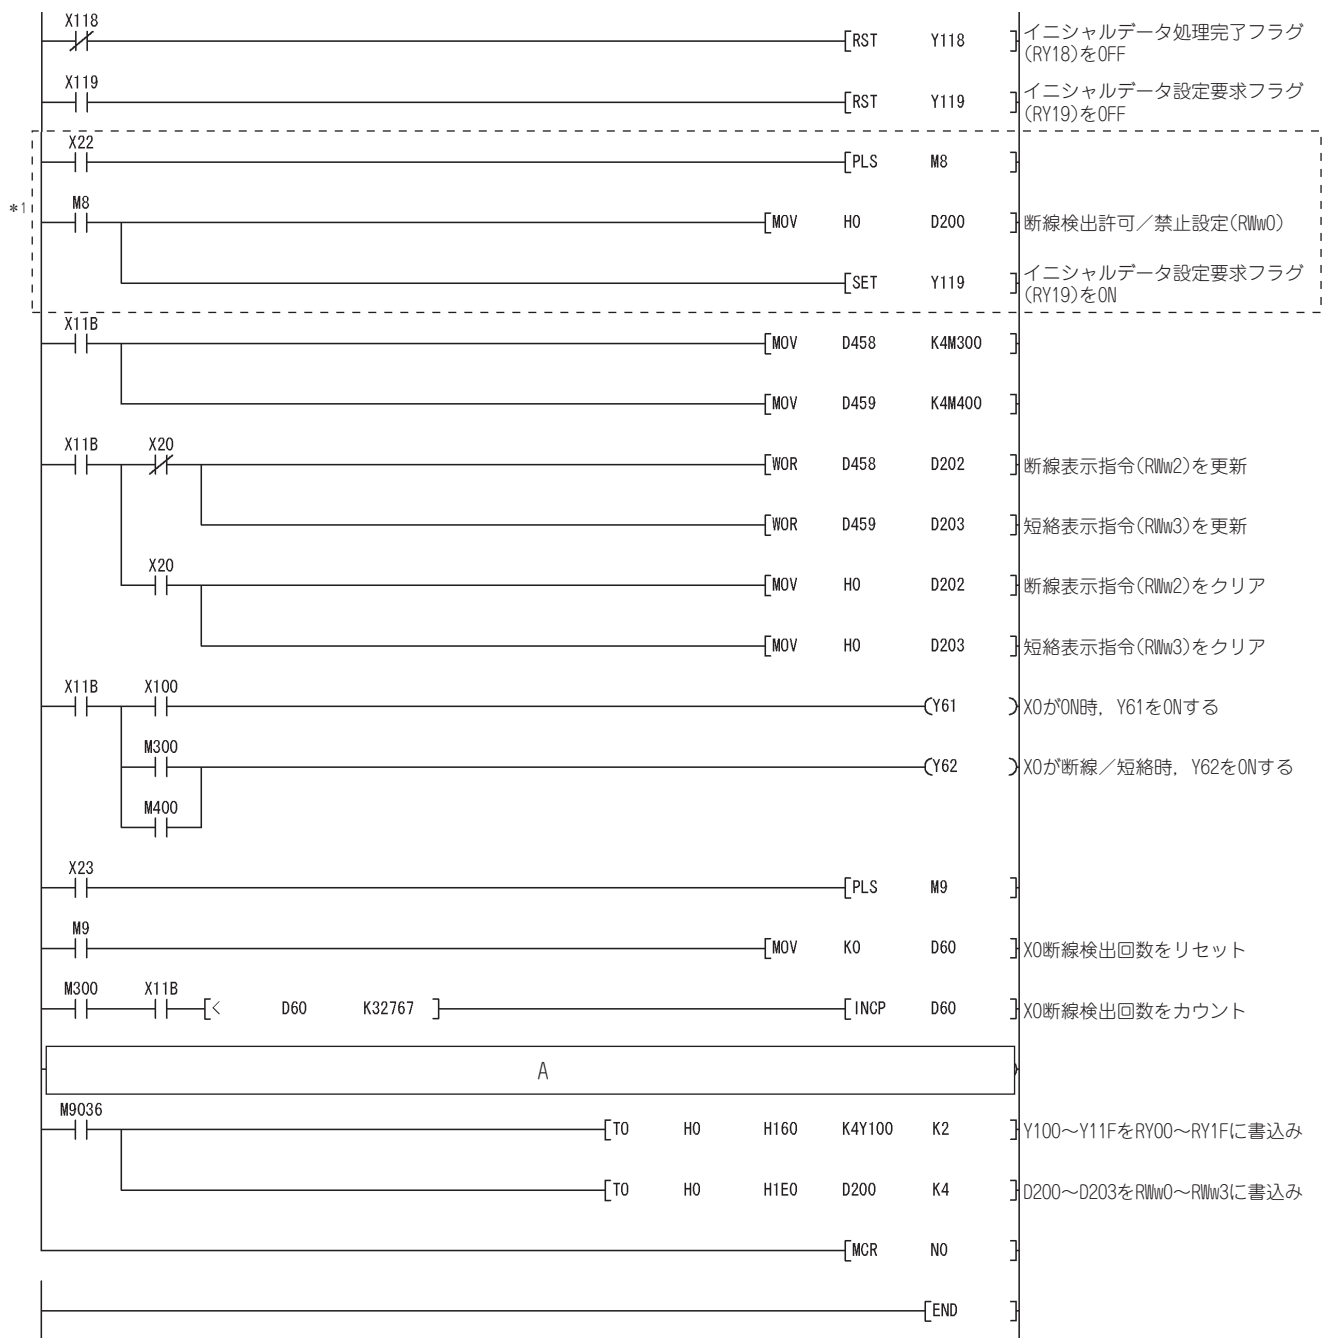 X118
[RST Y118] イニシャルデータ処理完了フラグ
(RY18)をOFF
X119
[RST Y119] イニシャルデータ設定要求フラグ
(RY19)をOFF
X22
[PLS M8]
*1
M8
[MOV H0 D200] 断線検出許可／禁止設定(RWw0)
[SET Y119] イニシャルデータ設定要求フラグ
(RY19)をON
X11B
[MOV D458 K4M300]
[MOV D459 K4M400]
X11B X20
[WOR D458 D202] 断線表示指令(RWw2)を更新
[WOR D459 D203] 短絡表示指令(RWw3)を更新
X20
[MOV H0 D202] 断線表示指令(RWw2)をクリア
[MOV H0 D203] 短絡表示指令(RWw3)をクリア
X11B X100
(Y61) X0がON時，Y61をONする
M300
(Y62) X0が断線／短絡時，Y62をONする
M400
X23
[PLS M9]
M9
[MOV K0 D60] X0断線検出回数をリセット
M300 X11B
[< D60 K32767] [INCP D60] X0断線検出回数をカウント
A
M9036
[TO H0 H160 K4Y100 K2] Y100～Y11FをRY00～RY1Fに書込み
[TO H0 H1E0 D200 K4] D200～D203をRWw0～RWw3に書込み
[MCR N0]
[END]